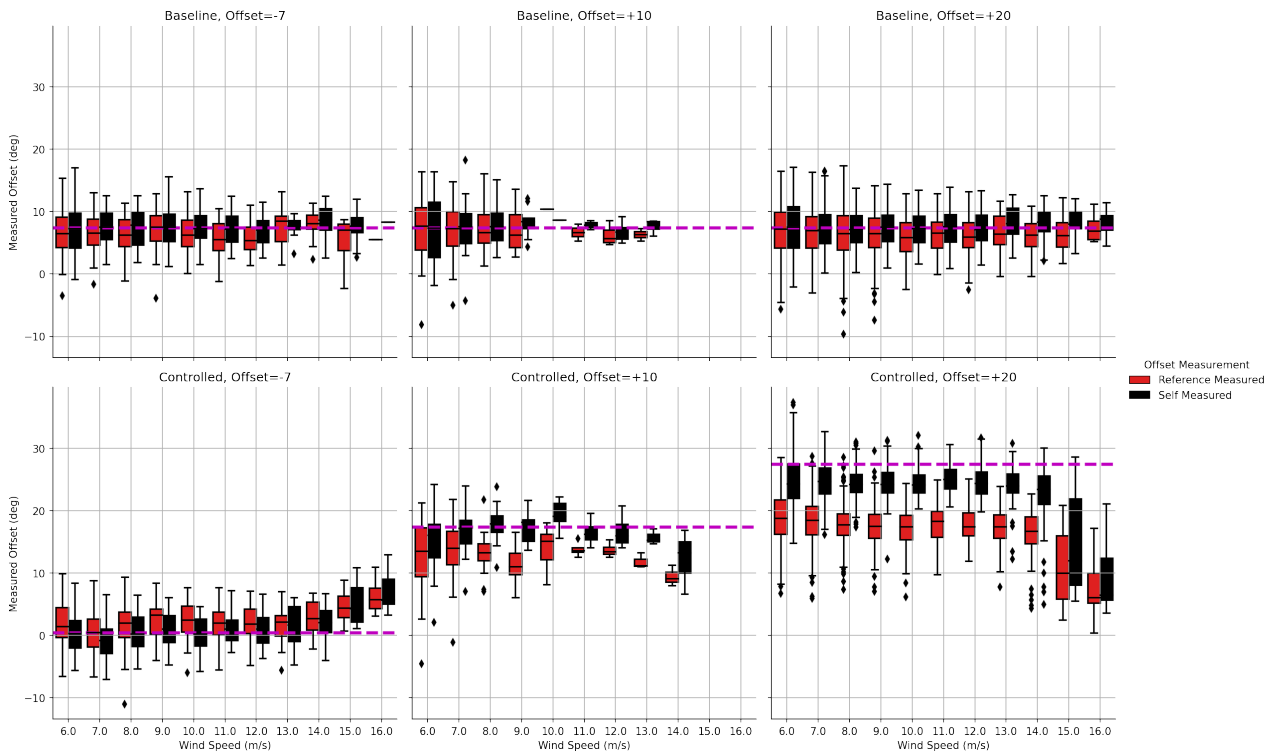 Baseline, Offset=-7
Baseline, Offset=+10
Baseline, Offset=+20
Measured Offset (deg)
30
20
10
0
−10
Controlled, Offset=-7
Controlled, Offset=+10
Controlled, Offset=+20
Measured Offset (deg)
30
20
10
0
−10
6.0 7.0 8.0 9.0 10.0 11.0 12.0 13.0 14.0 15.0 16.0
Wind Speed (m/s)
6.0 7.0 8.0 9.0 10.0 11.0 12.0 13.0 14.0 15.0 16.0
Wind Speed (m/s)
6.0 7.0 8.0 9.0 10.0 11.0 12.0 13.0 14.0 15.0 16.0
Wind Speed (m/s)
Offset Measurement
Reference Measured
Self Measured